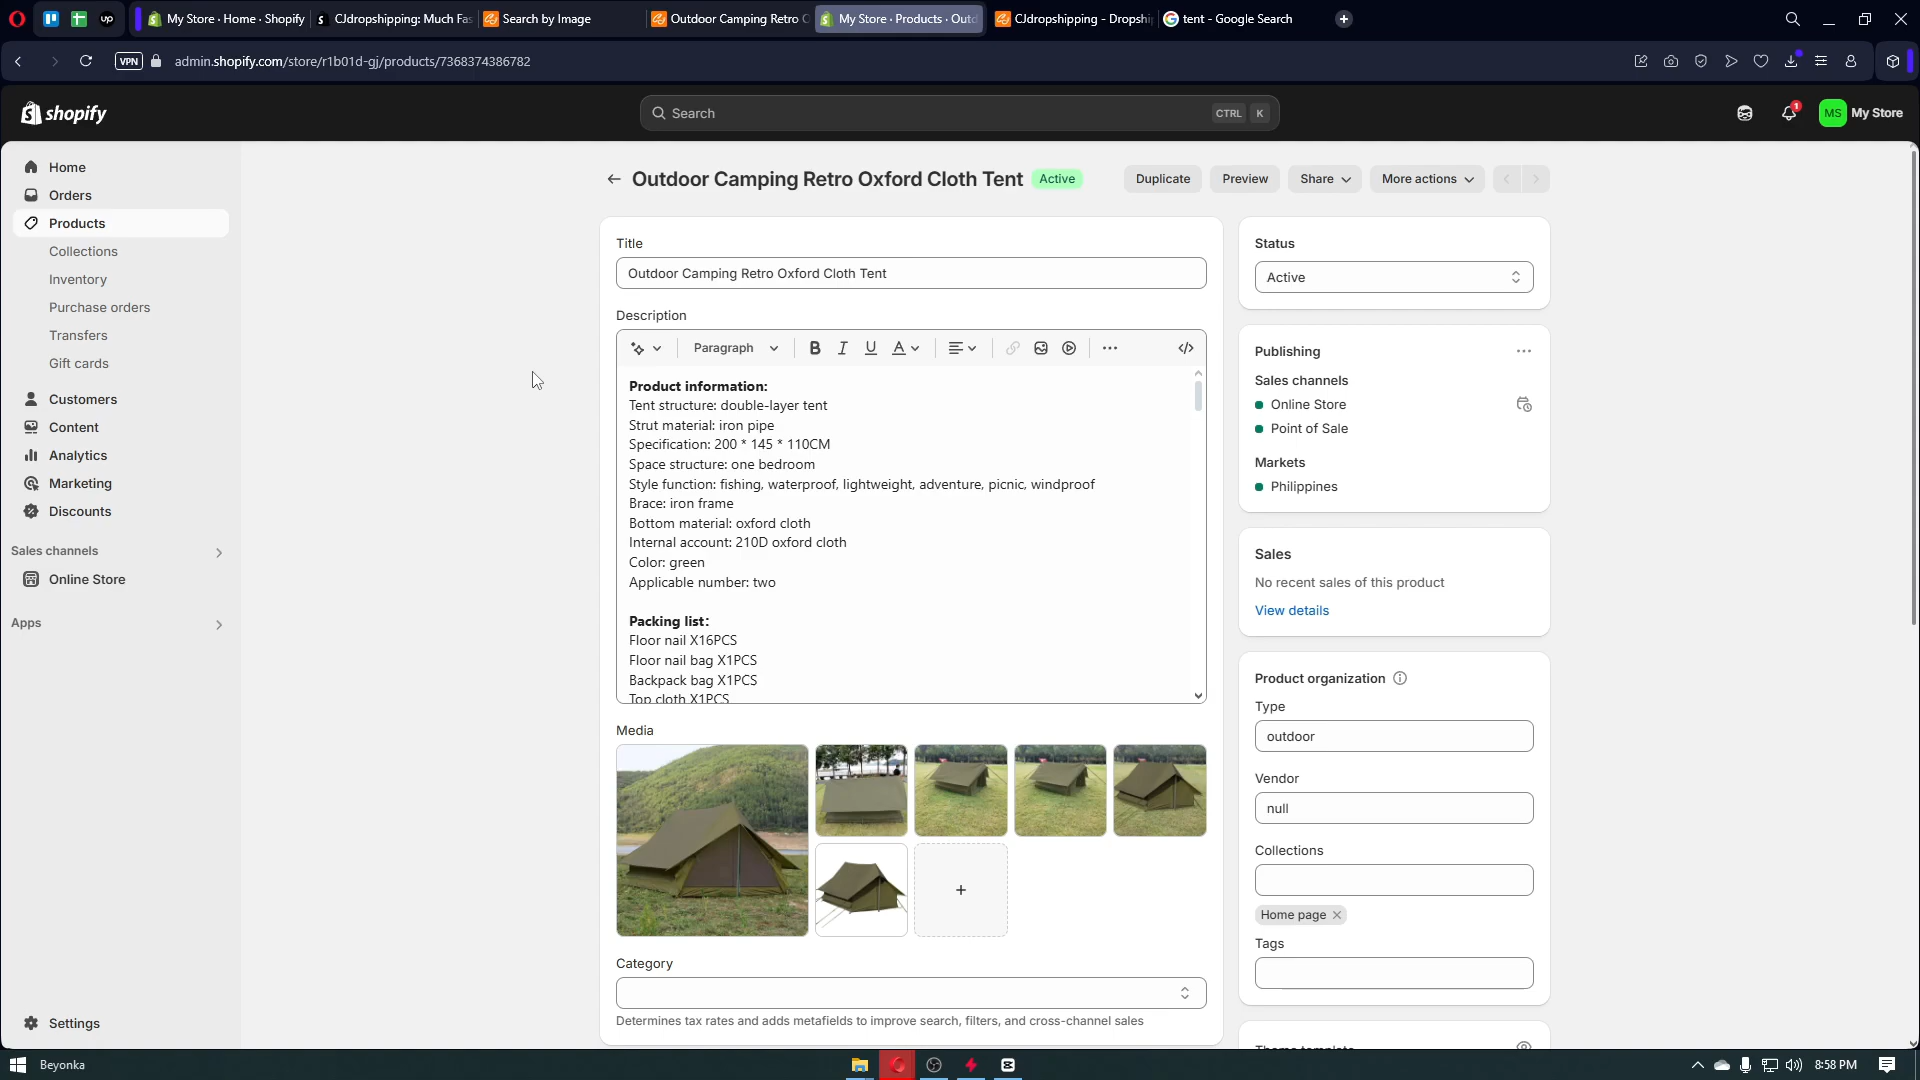 My Store · Home · Shopify
CJdropshipping: Much Fas
Search by Image
Outdoor Camping Retro O
My Store · Products · Outd
CJdropshipping - Dropshi
tent - Google Search
VPN
admin.shopify.com/store/r1b01d-gj/products/7368374386782
shopify
Search
CTRL K
1
MS
My Store
Home
Orders
Products
Collections
Inventory
Purchase orders
Transfers
Gift cards
Customers
Content
Analytics
Marketing
Discounts
Sales channels
Online Store
Apps
Settings
Outdoor Camping Retro Oxford Cloth Tent
Active
Duplicate
Preview
Share
More actions
Title
Outdoor Camping Retro Oxford Cloth Tent
Description
Paragraph
B I U A
Product information:
Tent structure: double-layer tent
Strut material: iron pipe
Specification: 200 * 145 * 110CM
Space structure: one bedroom
Style function: fishing, waterproof, lightweight, adventure, picnic, windproof
Brace: iron frame
Bottom material: oxford cloth
Internal account: 210D oxford cloth
Color: green
Applicable number: two
Packing list:
Floor nail X16PCS
Floor nail bag X1PCS
Backpack bag X1PCS
Top cloth X1PCS
Media
Category
Determines tax rates and adds metafields to improve search, filters, and cross-channel sales
Status
Active
Publishing
Sales channels
Online Store
Point of Sale
Markets
Philippines
Sales
No recent sales of this product
View details
Product organization
Type
outdoor
Vendor
null
Collections
Home page
Tags
Theme template
Beyonka
8:58 PM